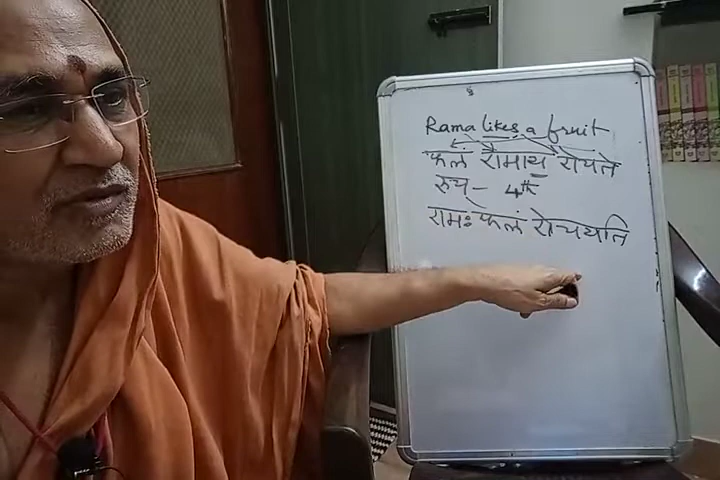 Rama likes a fruit
फलं रामाय रोचते
रुच् - 4th
रामः फलं रोचयति